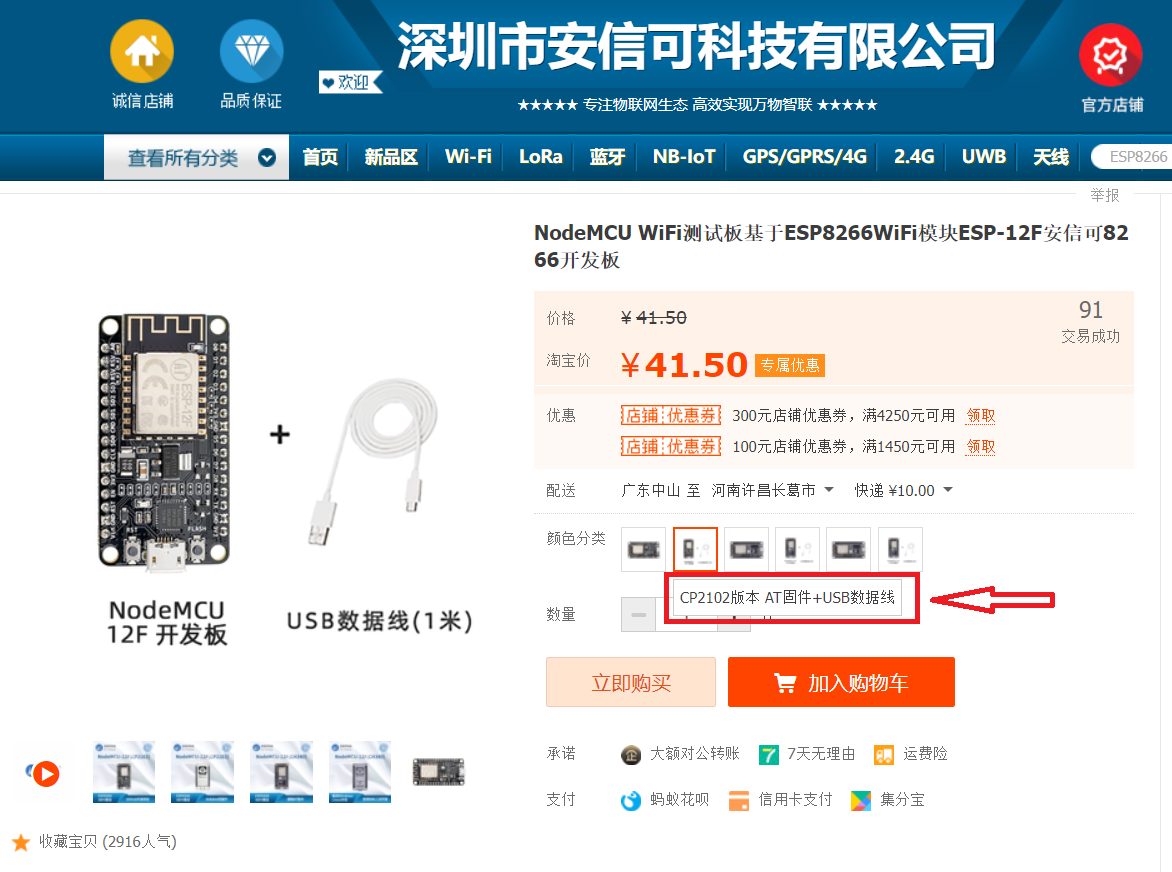 深圳市安信可科技有限公司
诚信店铺
品质保证
欢迎
★★★★★ 专注物联网生态 高效实现万物智联 ★★★★★
官方店铺
查看所有分类
首页
新品区
Wi-Fi
LoRa
蓝牙
NB-IoT
GPS/GPRS/4G
2.4G
UWB
天线
ESP8266
举报
NodeMCU WiFi测试板基于ESP8266WiFi模块ESP-12F安信可82
66开发板
价格
¥ 41.50
91
交易成功
淘宝价
¥ 41.50
专属优惠
优惠
店铺 优惠券 300元店铺优惠券，满4250元可用 领取
店铺 优惠券 100元店铺优惠券，满1450元可用 领取
配送
广东中山 至 河南许昌长葛市
快递 ¥10.00
颜色分类
CP2102版本 AT固件+USB数据线
数量
立即购买
加入购物车
承诺
大额对公转账
7天无理由
运费险
支付
蚂蚁花呗
信用卡支付
集分宝
ESP-12F
FLASH
+
NodeMCU
12F 开发板
USB数据线(1米)
收藏宝贝 (2916人气)